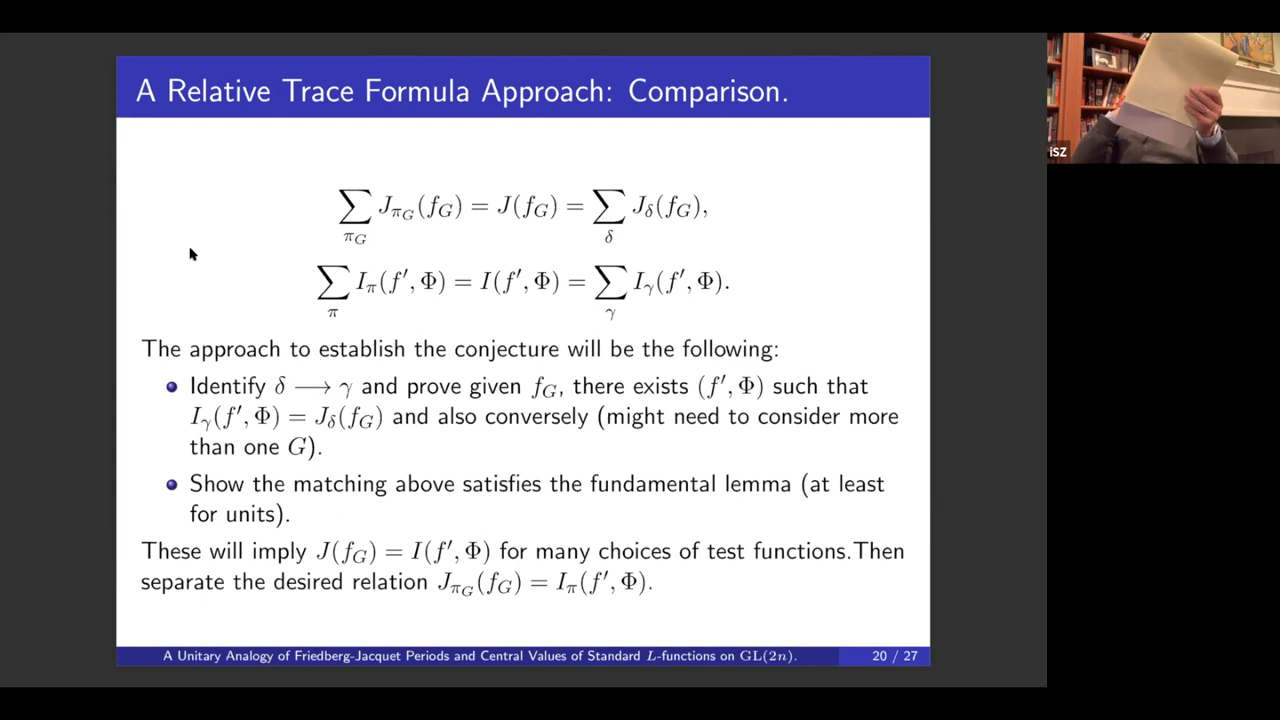 A Relative Trace Formula Approach: Comparison.
∑_{π_G} J_{π_G}(f_G) = J(f_G) = ∑_δ J_δ(f_G),
∑_π I_π(f′, Φ) = I(f′, Φ) = ∑_γ I_γ(f′, Φ).
The approach to establish the conjecture will be the following:
Identify δ ⟶ γ and prove given f_G, there exists (f′, Φ) such that
I_γ(f′, Φ) = J_δ(f_G) and also conversely (might need to consider more
than one G).
Show the matching above satisfies the fundamental lemma (at least
for units).
These will imply J(f_G) = I(f′, Φ) for many choices of test functions.Then
separate the desired relation J_{π_G}(f_G) = I_π(f′, Φ).
A Unitary Analogy of Friedberg-Jacquet Periods and Central Values of Standard L-functions on GL(2n). 20 / 27
iSZ